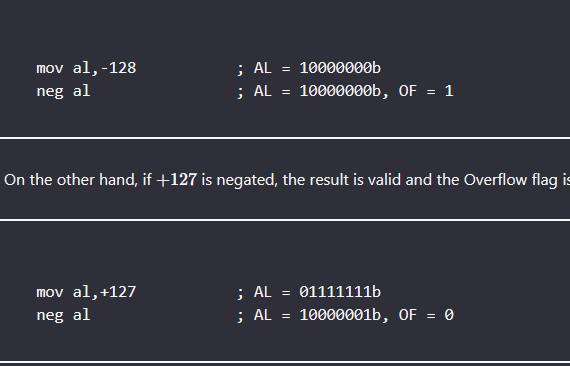 mov al,-128             ; AL = 10000000b
neg al                  ; AL = 10000000b, OF = 1
On the other hand, if +127 is negated, the result is valid and the Overflow flag is
mov al,+127             ; AL = 01111111b
neg al                  ; AL = 10000001b, OF = 0